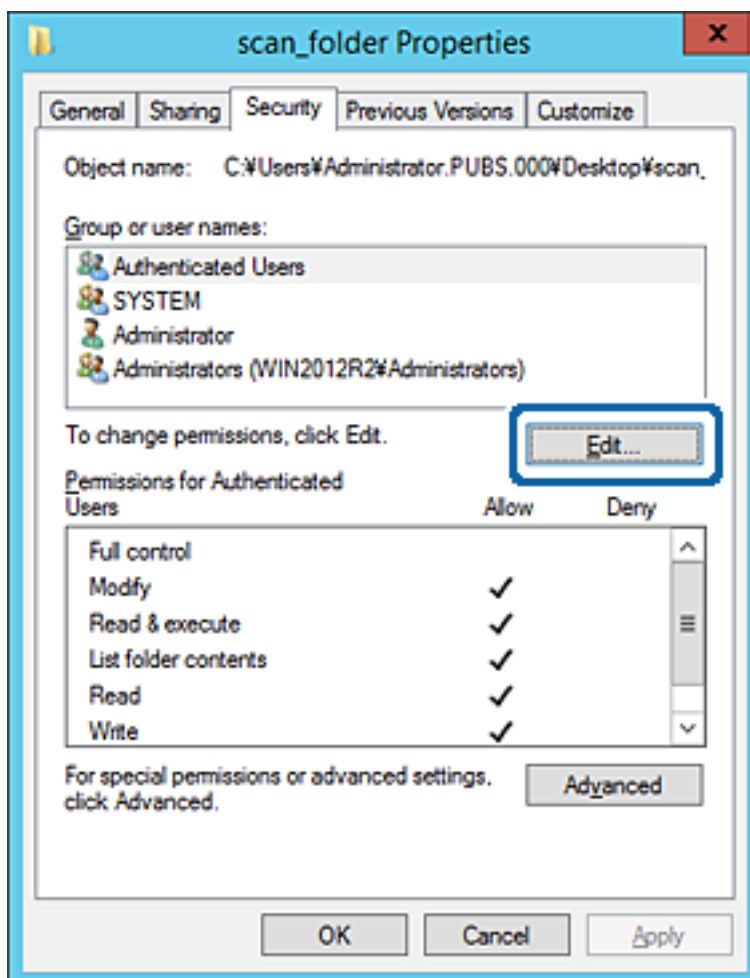 scan_folder Properties
x
General Sharing Security Previous Versions Customize
Object name: C:¥Users¥Administrator.PUBS.000¥Desktop¥scan_
Group or user names:
Authenticated Users
SYSTEM
Administrator
Administrators (WIN2012R2¥Administrators)
To change permissions, click Edit.
Edit...
Permissions for Authenticated
Users Allow Deny
Full control
Modify
Read & execute
List folder contents
Read
Write
For special permissions or advanced settings,
click Advanced.
Advanced
OK Cancel Apply